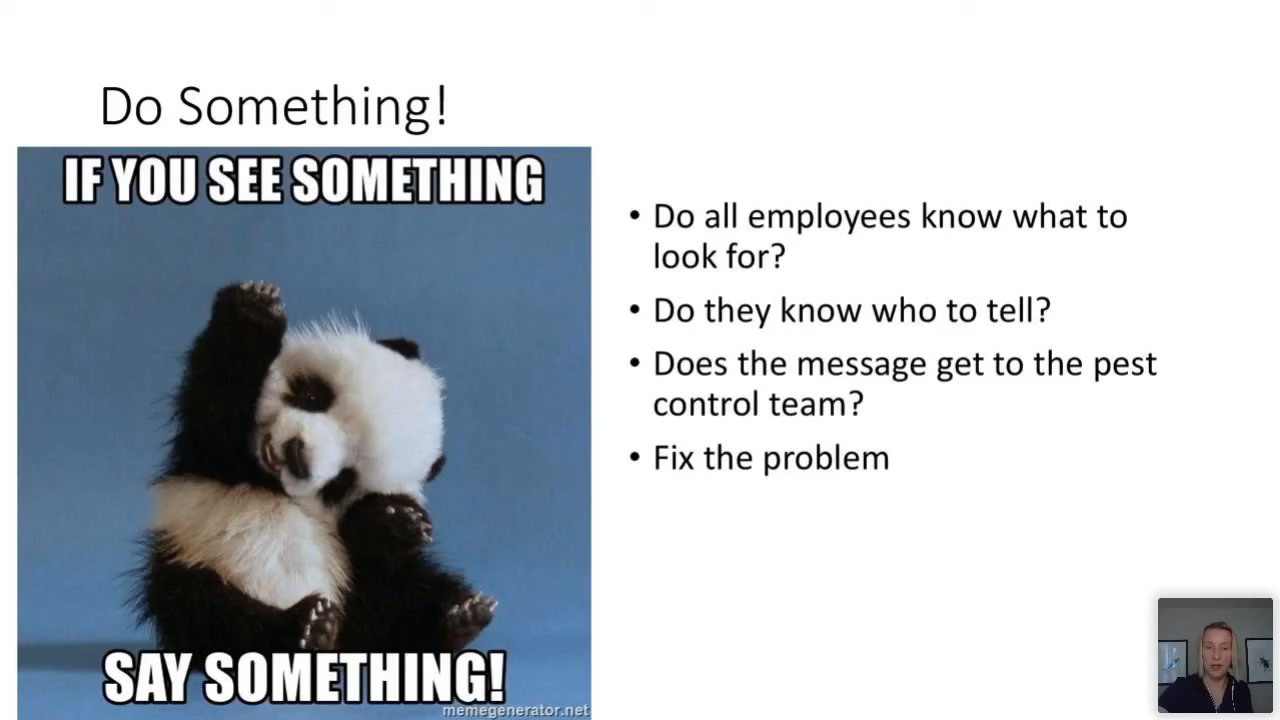 Do Something!
IF YOU SEE SOMETHING
SAY SOMETHING!
memegenerator.net
• Do all employees know what to
look for?
• Do they know who to tell?
• Does the message get to the pest
control team?
• Fix the problem